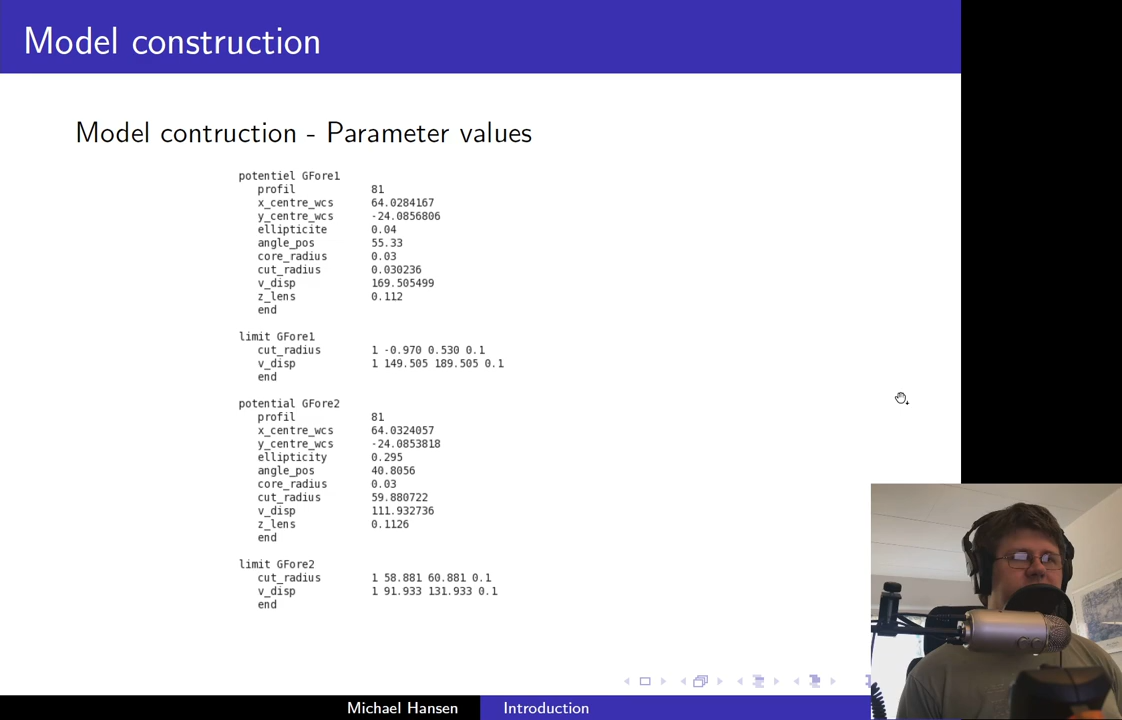 Model construction
Model contruction - Parameter values
potentiel GFore1
profil 81
x_centre_wcs 64.0284167
y_centre_wcs -24.0856806
ellipticite 0.04
angle_pos 55.33
core_radius 0.03
cut_radius 0.030236
v_disp 169.505499
z_lens 0.112
end
limit GFore1
cut_radius 1 -0.970 0.530 0.1
v_disp 1 149.505 189.505 0.1
end
potential GFore2
profil 81
x_centre_wcs 64.0324057
y_centre_wcs -24.0853818
ellipticity 0.295
angle_pos 40.8056
core_radius 0.03
cut_radius 59.880722
v_disp 111.932736
z_lens 0.1126
end
limit GFore2
cut_radius 1 58.881 60.881 0.1
v_disp 1 91.933 131.933 0.1
end
Michael Hansen Introduction